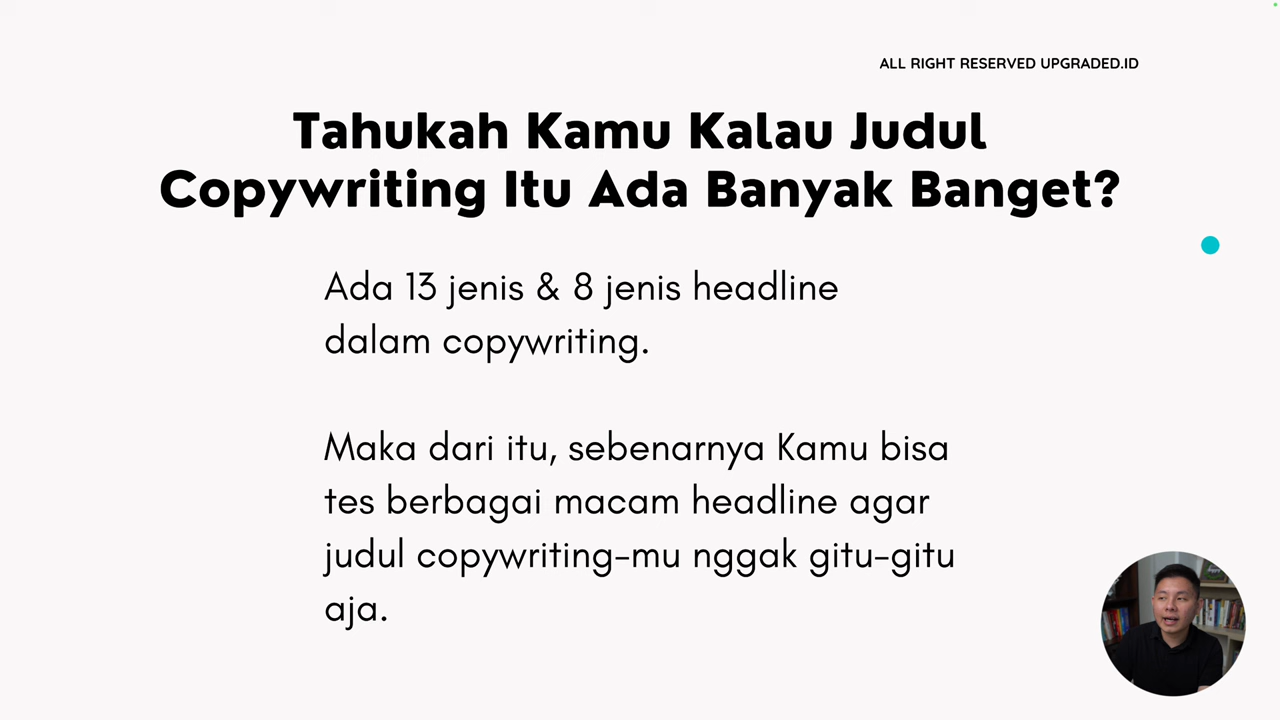 ALL RIGHT RESERVED UPGRADED.ID
Tahukah Kamu Kalau Judul
Copywriting Itu Ada Banyak Banget?
Ada 13 jenis & 8 jenis headline
dalam copywriting.
Maka dari itu, sebenarnya Kamu bisa
tes berbagai macam headline agar
judul copywriting-mu nggak gitu-gitu
aja.